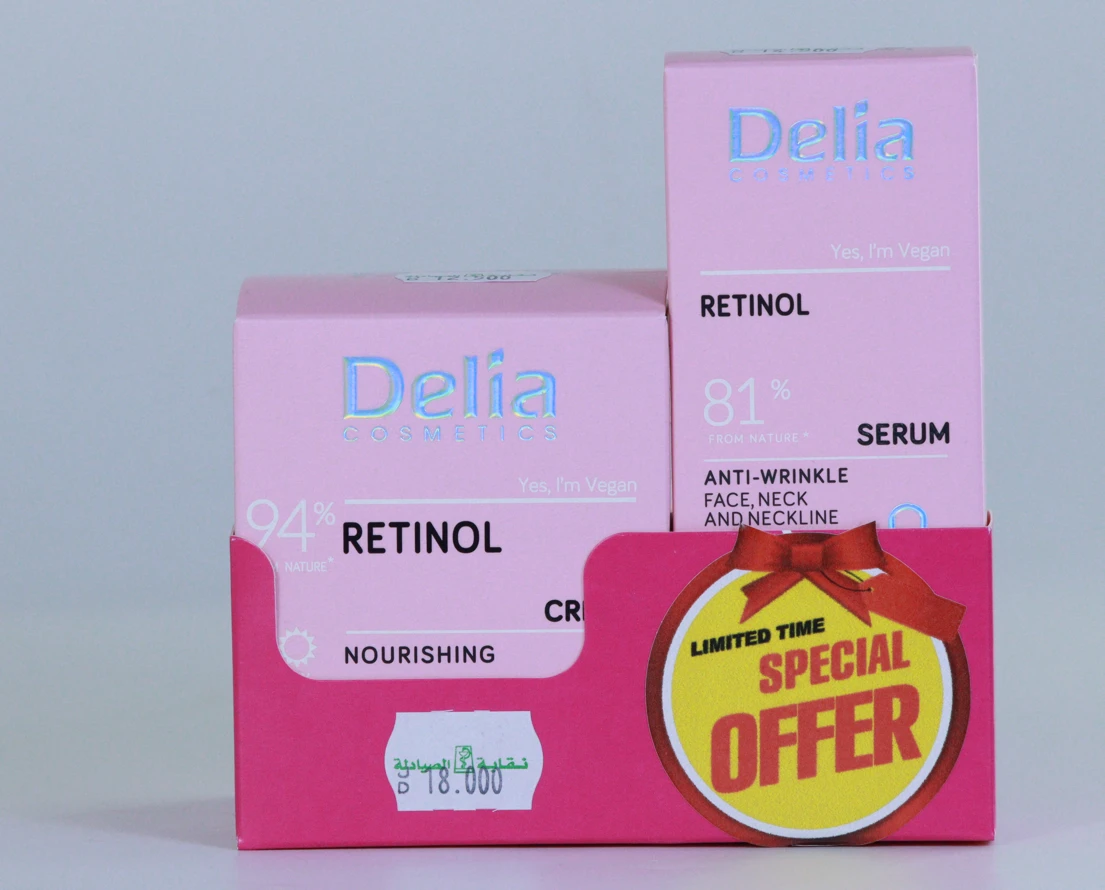 Delia
COSMETICS
Yes, I'm Vegan
RETINOL
81%
FROM NATURE*
SERUM
ANTI-WRINKLE
FACE, NECK
AND NECKLINE
Delia
COSMETICS
Yes, I'm Vegan
94%
NATURE*
RETINOL
NOURISHING
LIMITED TIME
SPECIAL
OFFER
نقابة الصيادلة
J
D 18.000